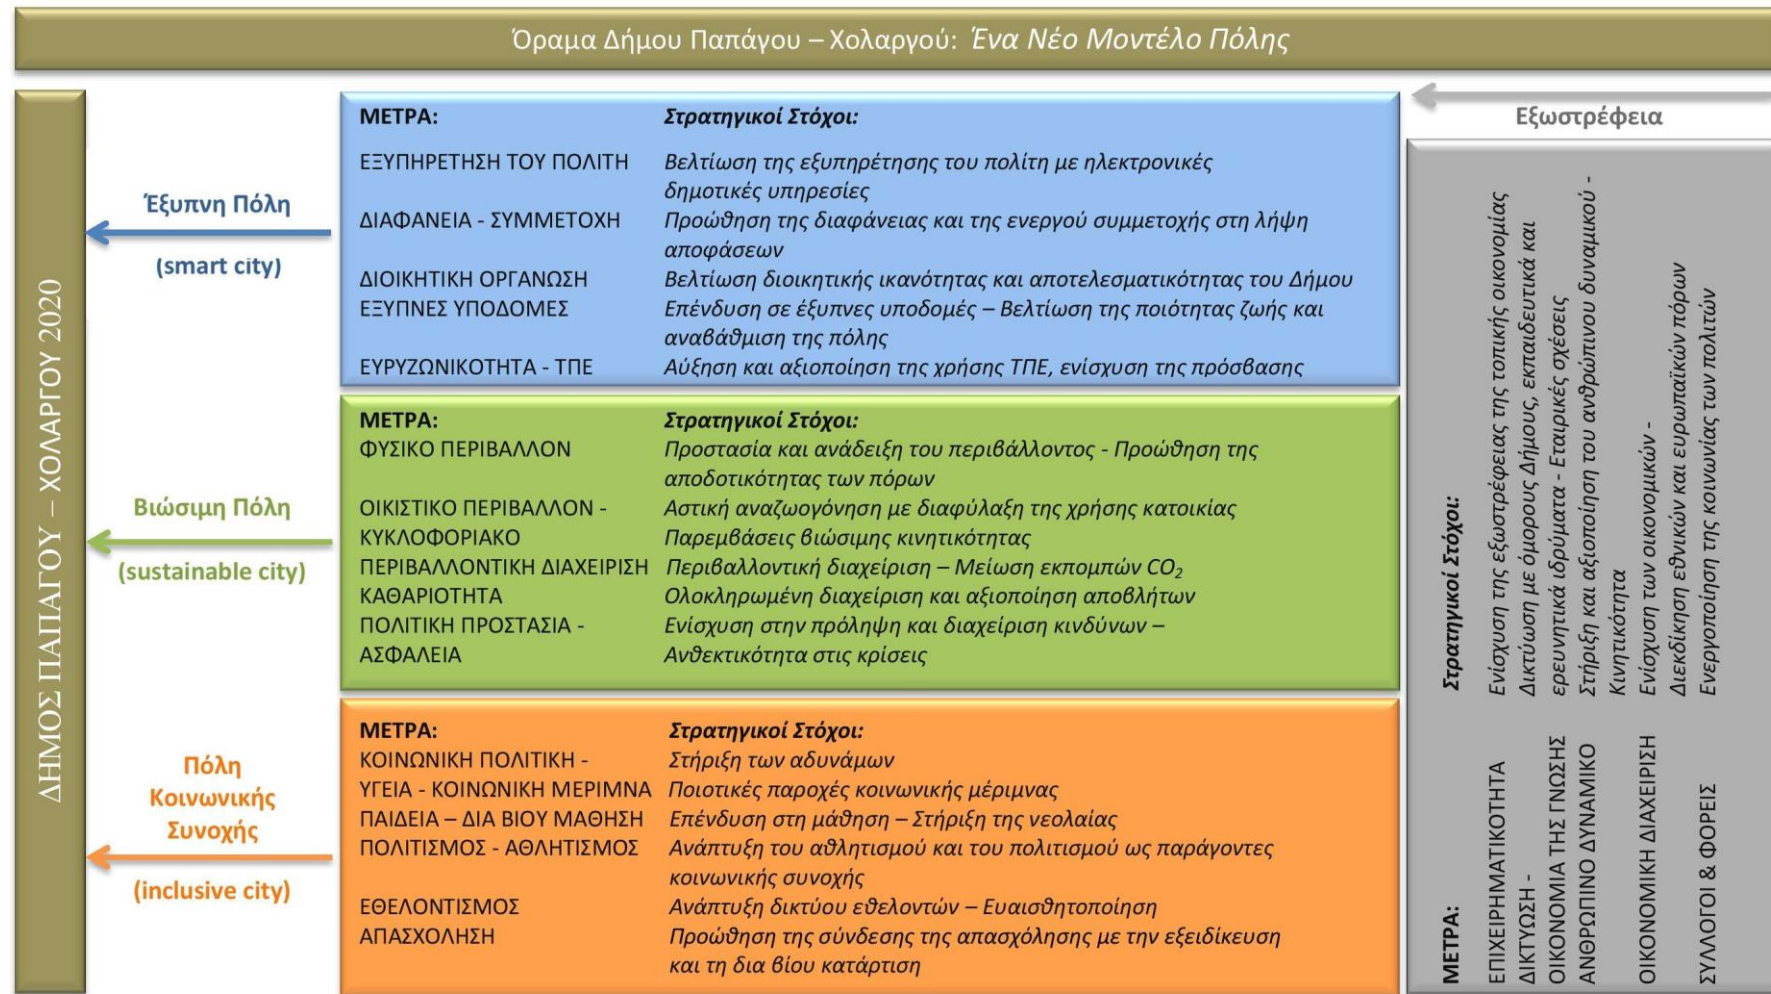 Όραμα Δήμου Παπάγου – Χολαργού: Ένα Νέο Μοντέλο Πόλης
ΔΗΜΟΣ ΠΑΠΑΓΟΥ – ΧΟΛΑΡΓΟΥ 2020
Έξυπνη Πόλη
(smart city)
ΜΕΤΡΑ: Στρατηγικοί Στόχοι:
ΕΞΥΠΗΡΕΤΗΣΗ ΤΟΥ ΠΟΛΙΤΗ Βελτίωση της εξυπηρέτησης του πολίτη με ηλεκτρονικές
δημοτικές υπηρεσίες
ΔΙΑΦΑΝΕΙΑ - ΣΥΜΜΕΤΟΧΗ Προώθηση της διαφάνειας και της ενεργού συμμετοχής στη λήψη
αποφάσεων
ΔΙΟΙΚΗΤΙΚΗ ΟΡΓΑΝΩΣΗ Βελτίωση διοικητικής ικανότητας και αποτελεσματικότητας του Δήμου
ΕΞΥΠΝΕΣ ΥΠΟΔΟΜΕΣ Επένδυση σε έξυπνες υποδομές – Βελτίωση της ποιότητας ζωής και
αναβάθμιση της πόλης
ΕΥΡΥΖΩΝΙΚΟΤΗΤΑ - ΤΠΕ Αύξηση και αξιοποίηση της χρήσης ΤΠΕ, ενίσχυση της πρόσβασης
Βιώσιμη Πόλη
(sustainable city)
ΜΕΤΡΑ: Στρατηγικοί Στόχοι:
ΦΥΣΙΚΟ ΠΕΡΙΒΑΛΛΟΝ Προστασία και ανάδειξη του περιβάλλοντος - Προώθηση της
αποδοτικότητας των πόρων
ΟΙΚΙΣΤΙΚΟ ΠΕΡΙΒΑΛΛΟΝ - Αστική αναζωογόνηση με διαφύλαξη της χρήσης κατοικίας
ΚΥΚΛΟΦΟΡΙΑΚΟ Παρεμβάσεις βιώσιμης κινητικότητας
ΠΕΡΙΒΑΛΛΟΝΤΙΚΗ ΔΙΑΧΕΙΡΙΣΗ Περιβαλλοντική διαχείριση – Μείωση εκπομπών CO₂
ΚΑΘΑΡΙΟΤΗΤΑ Ολοκληρωμένη διαχείριση και αξιοποίηση αποβλήτων
ΠΟΛΙΤΙΚΗ ΠΡΟΣΤΑΣΙΑ - Ενίσχυση στην πρόληψη και διαχείριση κινδύνων –
ΑΣΦΑΛΕΙΑ Ανθεκτικότητα στις κρίσεις
Πόλη
Κοινωνικής
Συνοχής
(inclusive city)
ΜΕΤΡΑ: Στρατηγικοί Στόχοι:
ΚΟΙΝΩΝΙΚΗ ΠΟΛΙΤΙΚΗ - Στήριξη των αδυνάμων
ΥΓΕΙΑ - ΚΟΙΝΩΝΙΚΗ ΜΕΡΙΜΝΑ Ποιοτικές παροχές κοινωνικής μέριμνας
ΠΑΙΔΕΙΑ – ΔΙΑ ΒΙΟΥ ΜΑΘΗΣΗ Επένδυση στη μάθηση – Στήριξη της νεολαίας
ΠΟΛΙΤΙΣΜΟΣ - ΑΘΛΗΤΙΣΜΟΣ Ανάπτυξη του αθλητισμού και του πολιτισμού ως παράγοντες
κοινωνικής συνοχής
ΕΘΕΛΟΝΤΙΣΜΟΣ Ανάπτυξη δικτύου εθελοντών – Ευαισθητοποίηση
ΑΠΑΣΧΟΛΗΣΗ Προώθηση της σύνδεσης της απασχόλησης με την εξειδίκευση
και τη δια βίου κατάρτιση
Εξωστρέφεια
ΜΕΤΡΑ: Στρατηγικοί Στόχοι:
ΕΠΙΧΕΙΡΗΜΑΤΙΚΟΤΗΤΑ Ενίσχυση της εξωστρέφειας της τοπικής οικονομίας
ΔΙΚΤΥΩΣΗ - Δικτύωση με όμορους Δήμους, εκπαιδευτικά και
ΟΙΚΟΝΟΜΙΑ ΤΗΣ ΓΝΩΣΗΣ ερευνητικά ιδρύματα - Εταιρικές σχέσεις
ΑΝΘΡΩΠΙΝΟ ΔΥΝΑΜΙΚΟ Στήριξη και αξιοποίηση του ανθρώπινου δυναμικού -
Κινητικότητα
ΟΙΚΟΝΟΜΙΚΗ ΔΙΑΧΕΙΡΙΣΗ Ενίσχυση των οικονομικών -
Διεκδίκηση εθνικών και ευρωπαϊκών πόρων
ΣΥΛΛΟΓΟΙ & ΦΟΡΕΙΣ Ενεργοποίηση της κοινωνίας των πολιτών